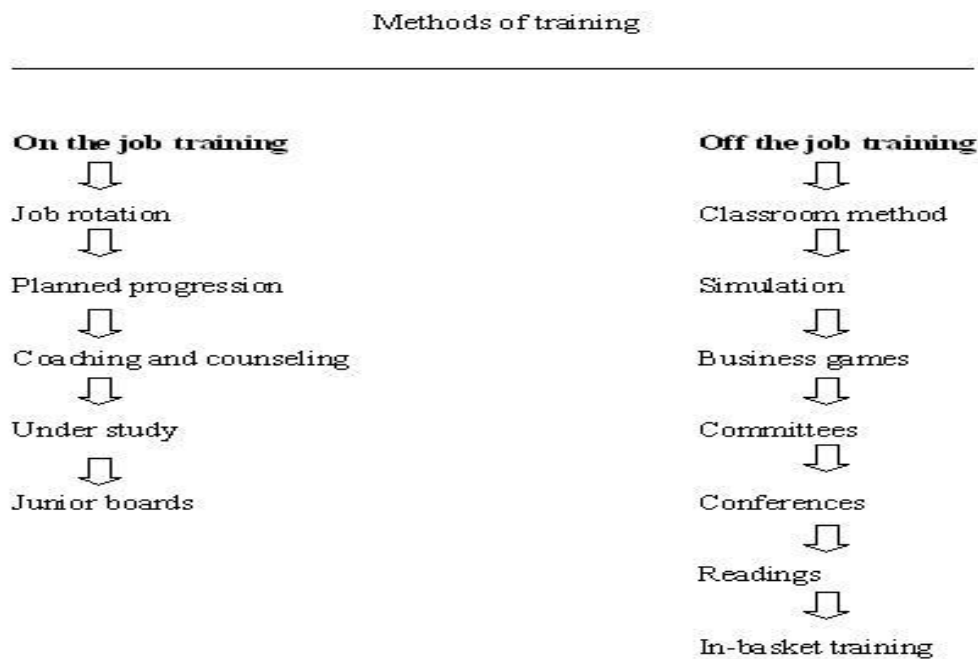 Methods of training
On the job training
Job rotation
Planned progression
Coaching and counseling
Under study
Junior boards
Off the job training
Classroom method
Simulation
Business games
Committees
Conferences
Readings
In-basket training